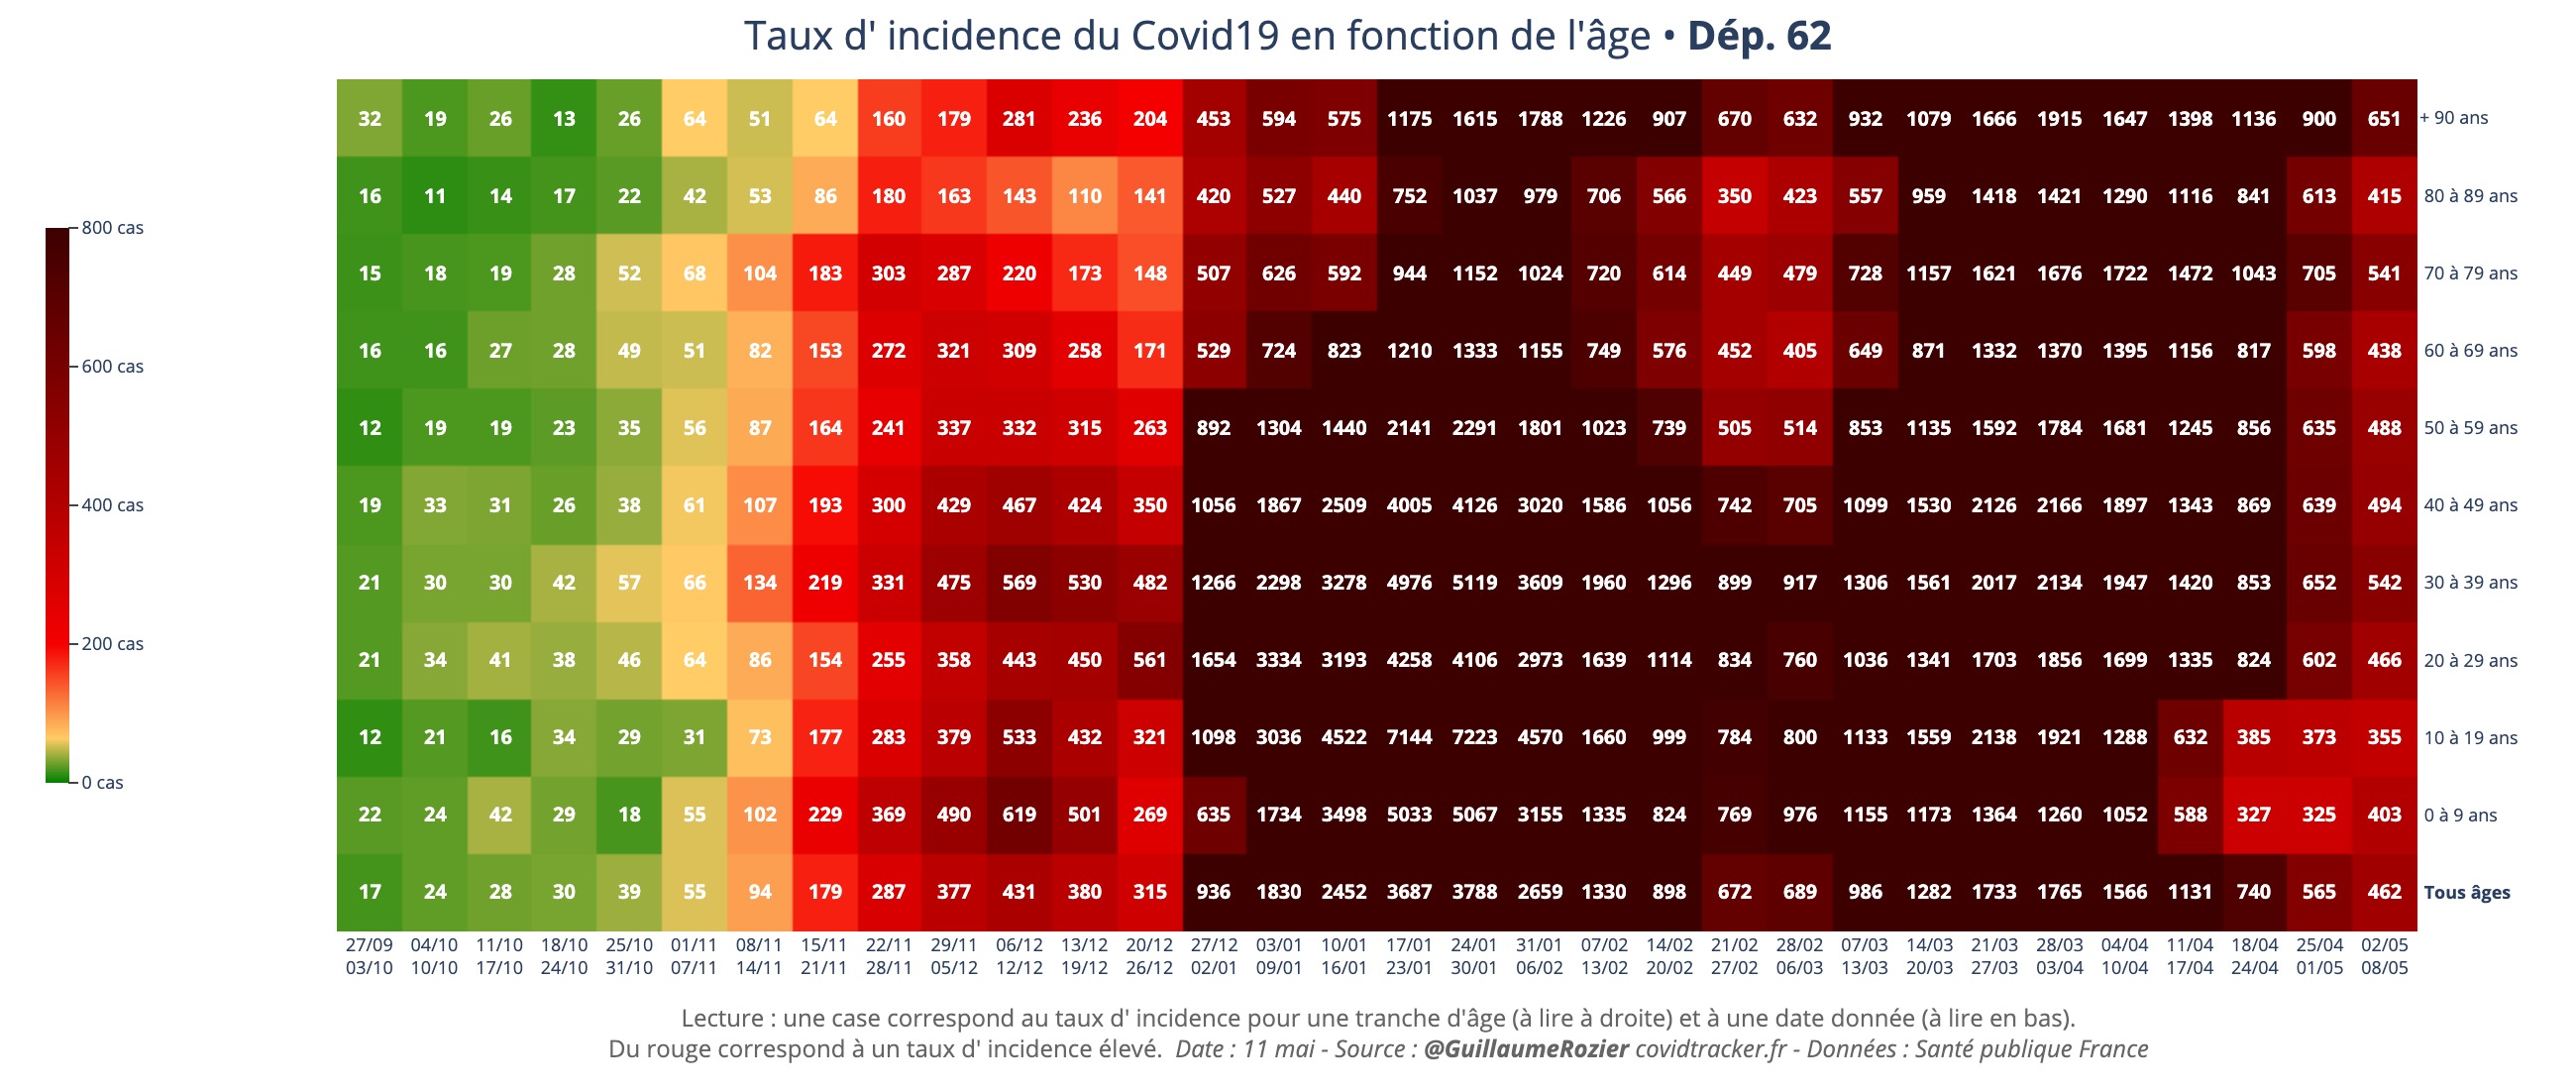 Taux d' incidence du Covid19 en fonction de l'âge • Dép. 62
800 cas
600 cas
400 cas
200 cas
0 cas
32 19 26 13 26 64 51 64 160 179 281 236 204 453 594 575 1175 1615 1788 1226 907 670 632 932 1079 1666 1915 1647 1398 1136 900 651 + 90 ans
16 11 14 17 22 42 53 86 180 163 143 110 141 420 527 440 752 1037 979 706 566 350 423 557 959 1418 1421 1290 1116 841 613 415 80 à 89 ans
15 18 19 28 52 68 104 183 303 287 220 173 148 507 626 592 944 1152 1024 720 614 449 479 728 1157 1621 1676 1722 1472 1043 705 541 70 à 79 ans
16 16 27 28 49 51 82 153 272 321 309 258 171 529 724 823 1210 1333 1155 749 576 452 405 649 871 1332 1370 1395 1156 817 598 438 60 à 69 ans
12 19 19 23 35 56 87 164 241 337 332 315 263 892 1304 1440 2141 2291 1801 1023 739 505 514 853 1135 1592 1784 1681 1245 856 635 488 50 à 59 ans
19 33 31 26 38 61 107 193 300 429 467 424 350 1056 1867 2509 4005 4126 3020 1586 1056 742 705 1099 1530 2126 2166 1897 1343 869 639 494 40 à 49 ans
21 30 30 42 57 66 134 219 331 475 569 530 482 1266 2298 3278 4976 5119 3609 1960 1296 899 917 1306 1561 2017 2134 1947 1420 853 652 542 30 à 39 ans
21 34 41 38 46 64 86 154 255 358 443 450 561 1654 3334 3193 4258 4106 2973 1639 1114 834 760 1036 1341 1703 1856 1699 1335 824 602 466 20 à 29 ans
12 21 16 34 29 31 73 177 283 379 533 432 321 1098 3036 4522 7144 7223 4570 1660 999 784 800 1133 1559 2138 1921 1288 632 385 373 355 10 à 19 ans
22 24 42 29 18 55 102 229 369 490 619 501 269 635 1734 3498 5033 5067 3155 1335 824 769 976 1155 1173 1364 1260 1052 588 327 325 403 0 à 9 ans
17 24 28 30 39 55 94 179 287 377 431 380 315 936 1830 2452 3687 3788 2659 1330 898 672 689 986 1282 1733 1765 1566 1131 740 565 462 Tous âges
27/09 04/10 11/10 18/10 25/10 01/11 08/11 15/11 22/11 29/11 06/12 13/12 20/12 27/12 03/01 10/01 17/01 24/01 31/01 07/02 14/02 21/02 28/02 07/03 14/03 21/03 28/03 04/04 11/04 18/04 25/04 02/05
03/10 10/10 17/10 24/10 31/10 07/11 14/11 21/11 28/11 05/12 12/12 19/12 26/12 02/01 09/01 16/01 23/01 30/01 06/02 13/02 20/02 27/02 06/03 13/03 20/03 27/03 03/04 10/04 17/04 24/04 01/05 08/05
Lecture : une case correspond au taux d' incidence pour une tranche d'âge (à lire à droite) et à une date donnée (à lire en bas).
Du rouge correspond à un taux d' incidence élevé. Date : 11 mai - Source : @GuillaumeRozier covidtracker.fr - Données : Santé publique France